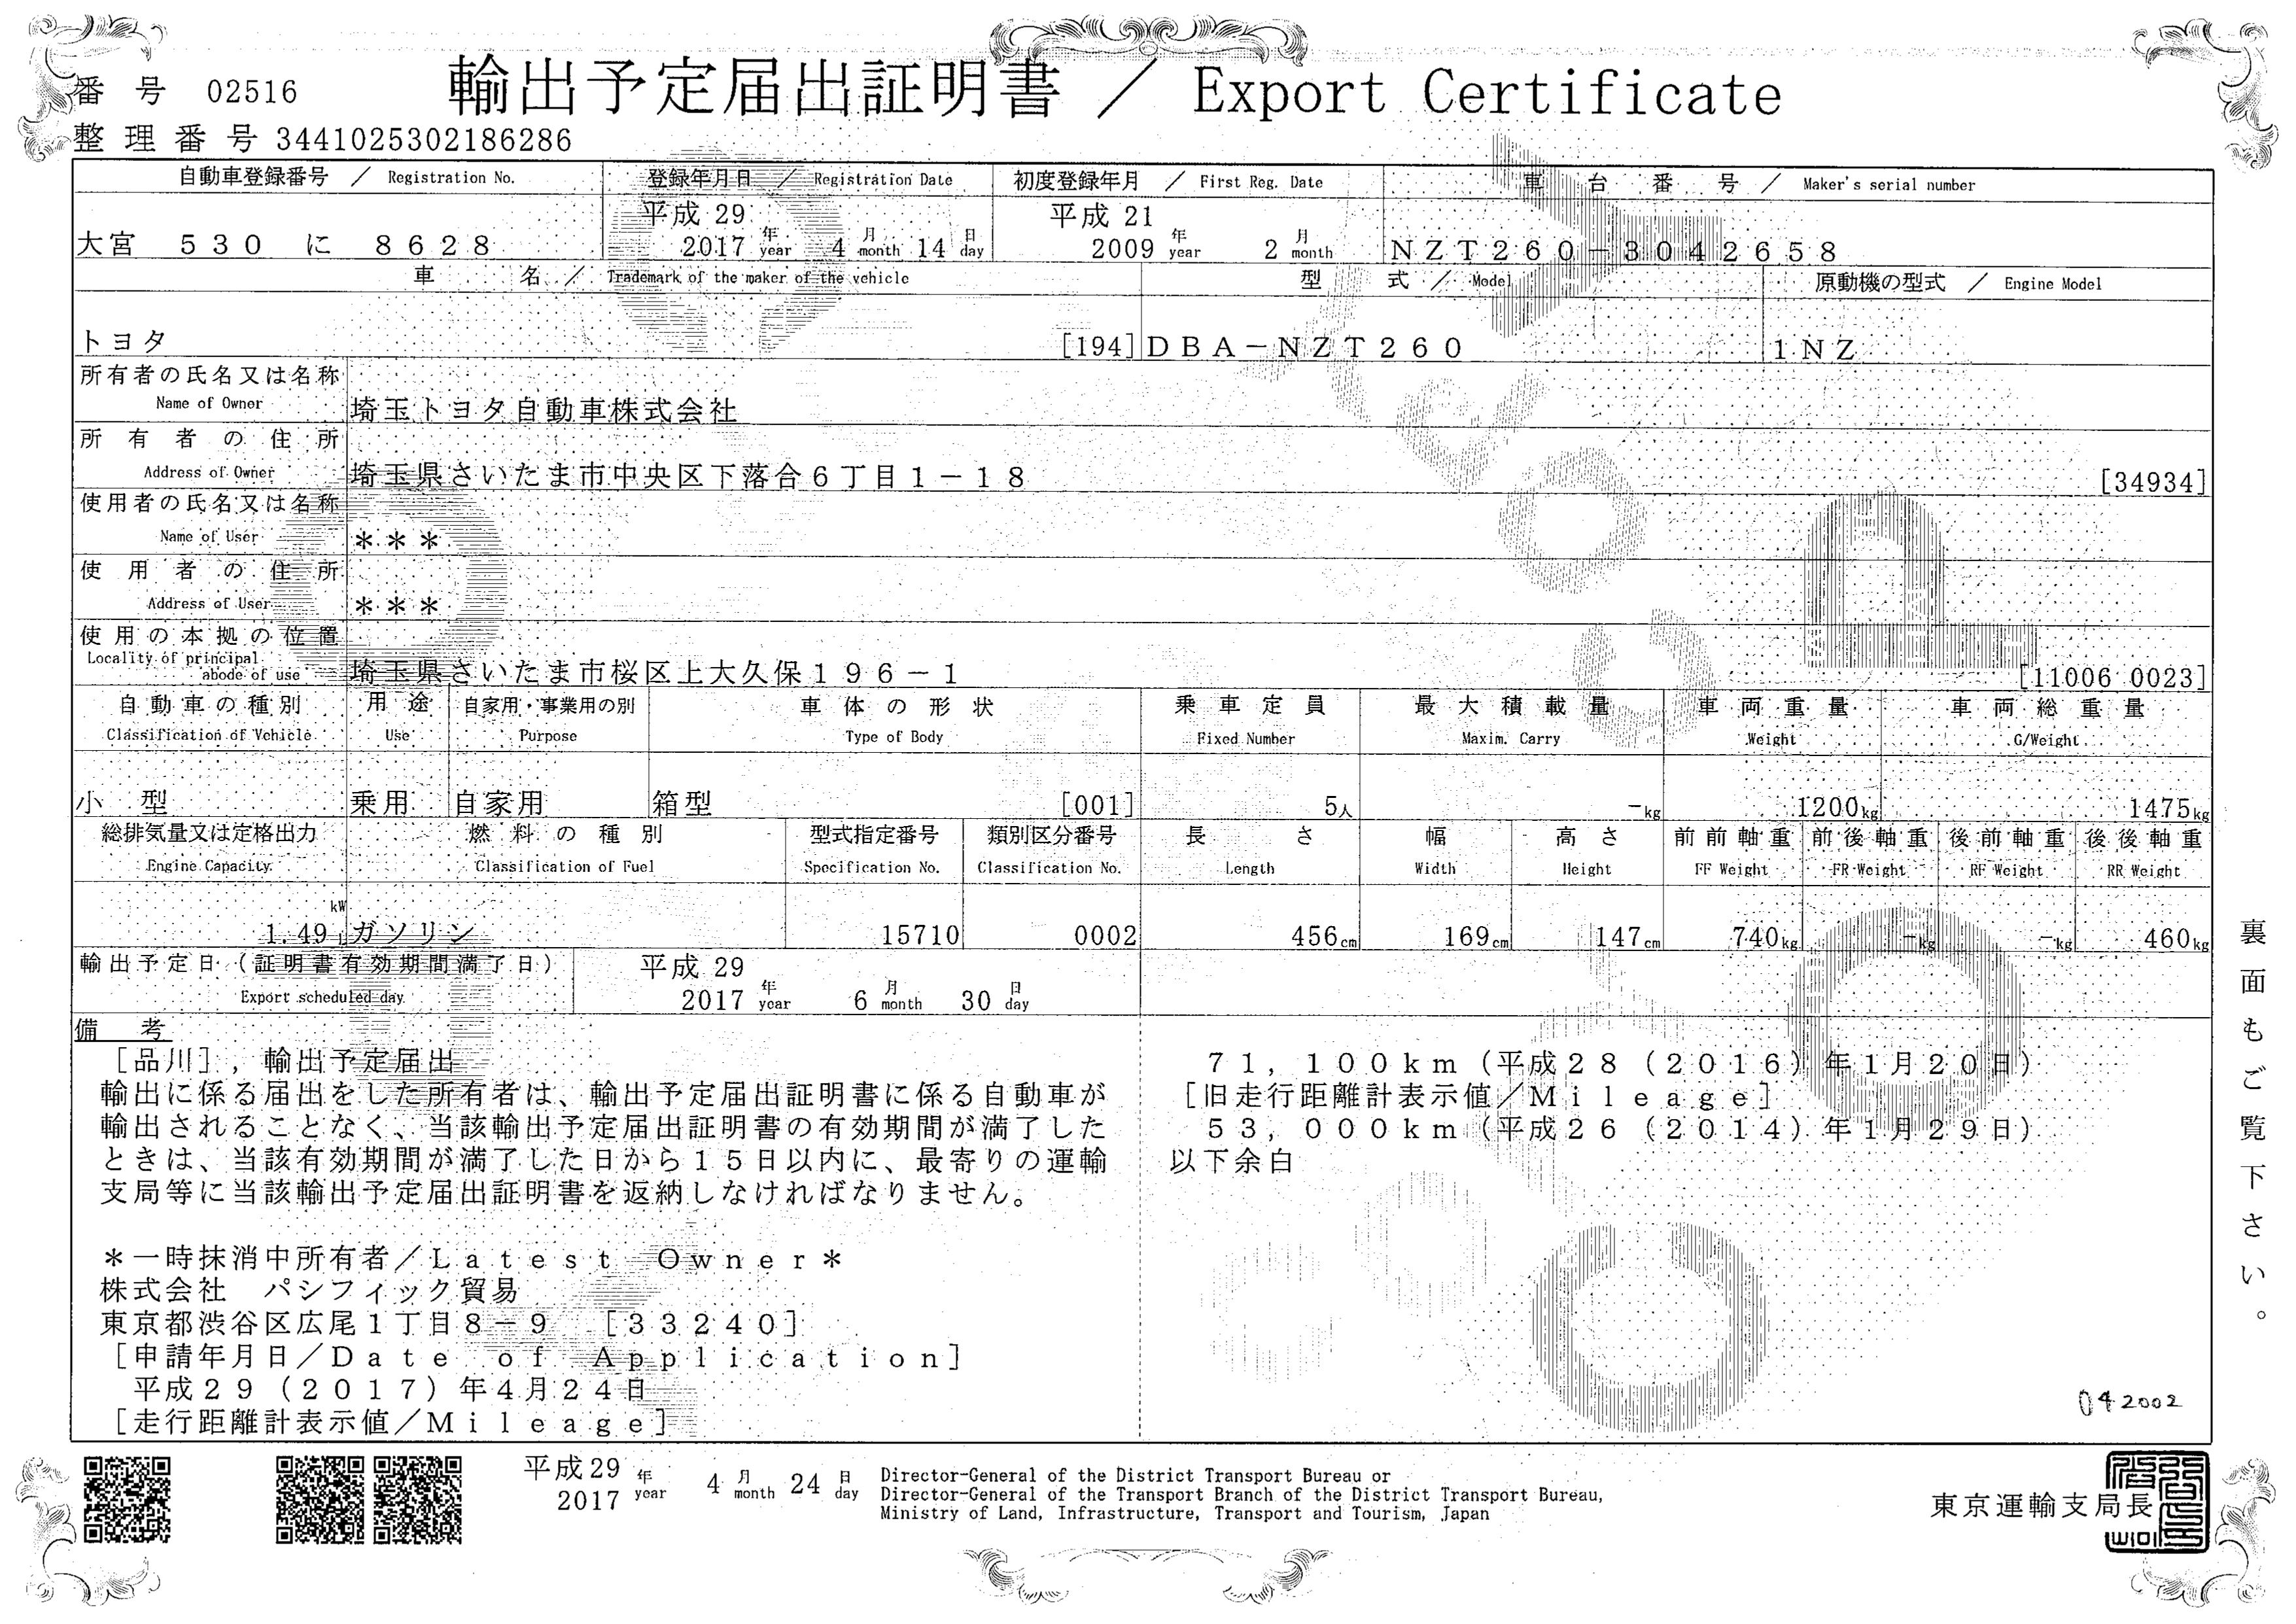 番号 02516
輸出予定届出証明書 / Export Certificate
整理番号 3441025302186286
自動車登録番号 / Registration No. 登録年月日 / Registration Date 初度登録年月 / First Reg. Date 車台番号 / Maker's serial number
平成 29 平成 21
大宮 530 に 8628 2017 年 year 4 月 month 14 日 day 2009 年 year 2 月 month NZT260-3042658
車名 / Trademark of the maker of the vehicle 型式 / Model 原動機の型式 / Engine Model
トヨタ [194] DBA-NZT260 1NZ
所有者の氏名又は名称
Name of Owner 埼玉トヨタ自動車株式会社
所有者の住所
Address of Owner 埼玉県さいたま市中央区下落合6丁目1-18 [34934]
使用者の氏名又は名称
Name of User ***
使用者の住所
Address of User ***
使用の本拠の位置
Locality of principal
abode of use 埼玉県さいたま市桜区上大久保196-1 [11006 0023]
自動車の種別 用途 自家用・事業用の別 車体の形状 乗車定員 最大積載量 車両重量 車両総重量
Classification of Vehicle Use Purpose Type of Body Fixed Number Maxim. Carry Weight G/Weight
小型 乗用 自家用 箱型 [001] 5人 -kg 1200kg 1475kg
総排気量又は定格出力 燃料の種別 型式指定番号 類別区分番号 長さ 幅 高さ 前前軸重 前後軸重 後前軸重 後後軸重
Engine Capacity Classification of Fuel Specification No. Classification No. Length Width Height FF Weight FR Weight RF Weight RR Weight
kW
1.49 l ガソリン 15710 0002 456cm 169cm 147cm 740kg -kg -kg 460kg
輸出予定日(証明書有効期間満了日) 平成 29
Export scheduled day 2017 年 year 6 月 month 30 日 day
備考
[品川],輸出予定届出
輸出に係る届出をした所有者は、輸出予定届出証明書に係る自動車が
輸出されることなく、当該輸出予定届出証明書の有効期間が満了した
ときは、当該有効期間が満了した日から15日以内に、最寄りの運輸
支局等に当該輸出予定届出証明書を返納しなければなりません。
*一時抹消中所有者/Latest Owner*
株式会社 パシフィック貿易
東京都渋谷区広尾1丁目8-9 [33240]
[申請年月日/Date of Application]
平成29(2017)年4月24日
[走行距離計表示値/Mileage]
71,100km(平成28(2016)年1月20日)
[旧走行距離計表示値/Mileage]
53,000km(平成26(2014)年1月29日)
以下余白
042002
裏面もご覧下さい。
平成29 年 4 月 24 日
2017 year month day
Director-General of the District Transport Bureau or
Director-General of the Transport Branch of the District Transport Bureau,
Ministry of Land, Infrastructure, Transport and Tourism, Japan
東京運輸支局長